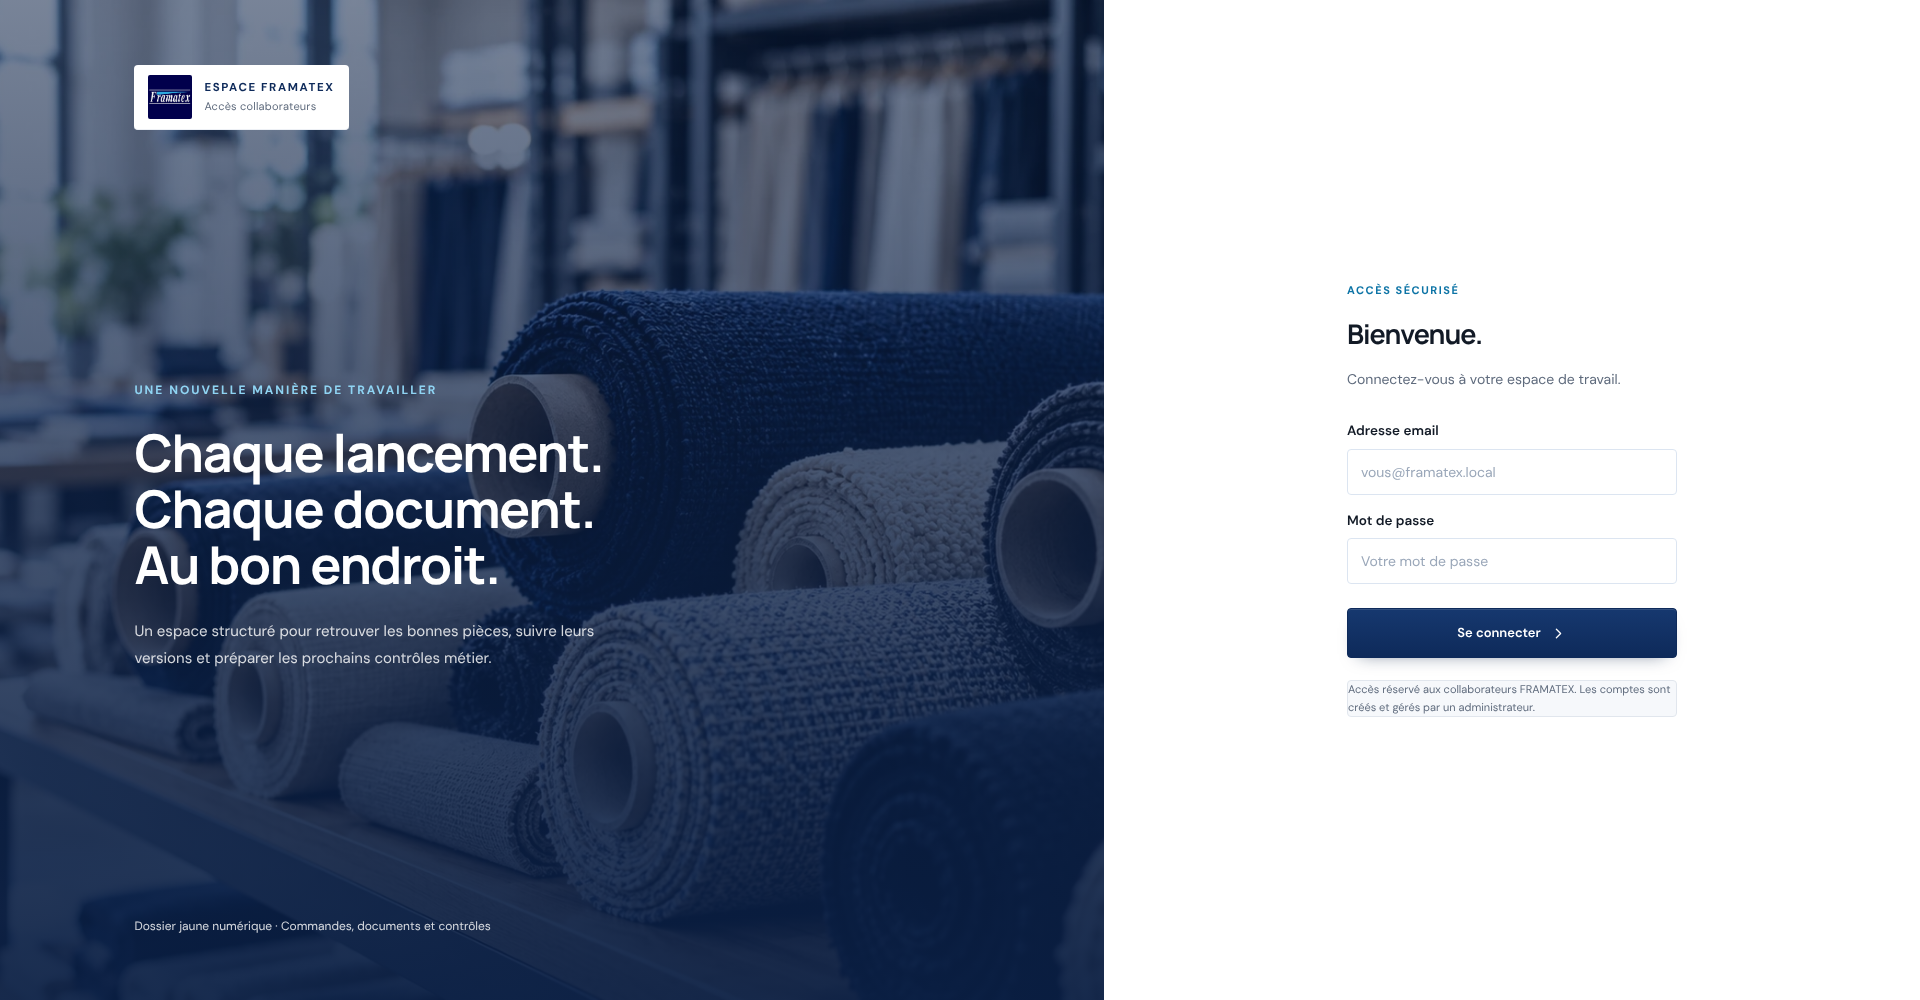 Framatex
ESPACE FRAMATEX
Accès collaborateurs
UNE NOUVELLE MANIÈRE DE TRAVAILLER
Chaque lancement.
Chaque document.
Au bon endroit.
Un espace structuré pour retrouver les bonnes pièces, suivre leurs
versions et préparer les prochains contrôles métier.
Dossier jaune numérique · Commandes, documents et contrôles
ACCÈS SÉCURISÉ
Bienvenue.
Connectez-vous à votre espace de travail.
Adresse email
vous@framatex.local
Mot de passe
Votre mot de passe
Se connecter
Accès réservé aux collaborateurs FRAMATEX. Les comptes sont
créés et gérés par un administrateur.